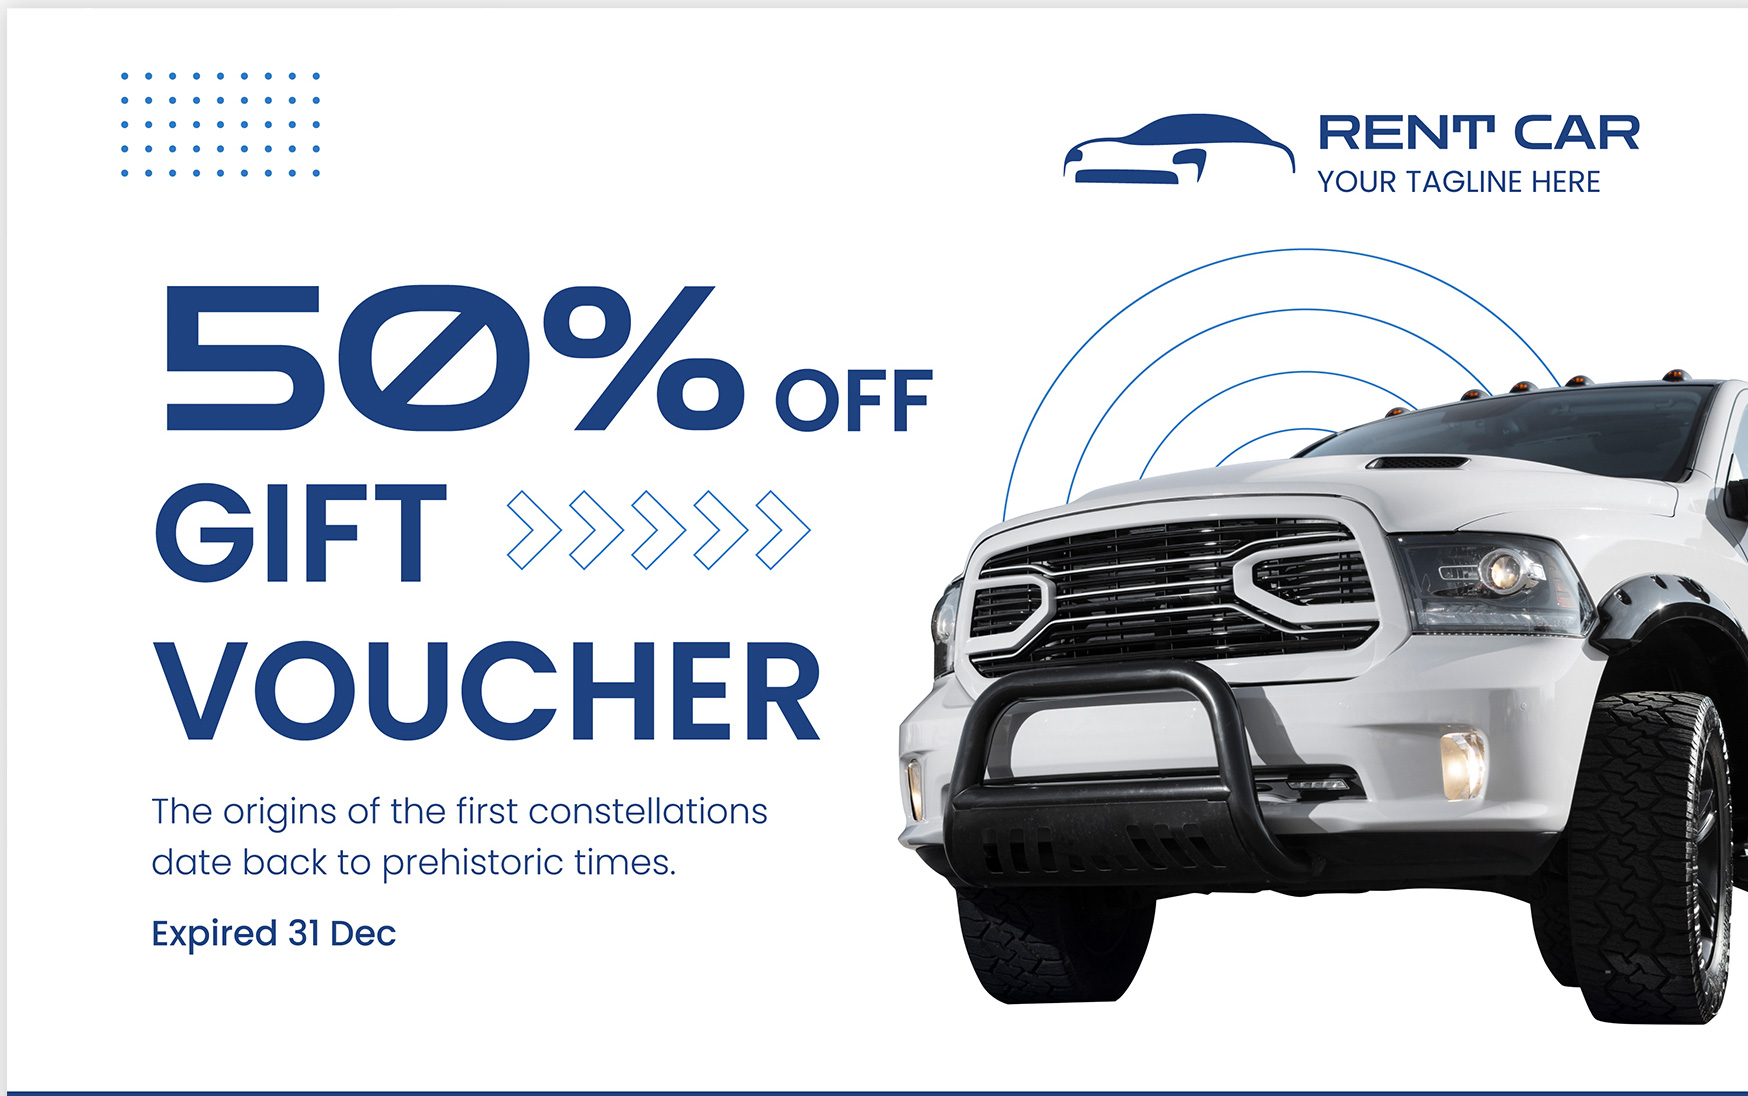 RENT CAR
YOUR TAGLINE HERE
50% OFF
GIFT
VOUCHER
The origins of the first constellations
date back to prehistoric times.
Expired 31 Dec